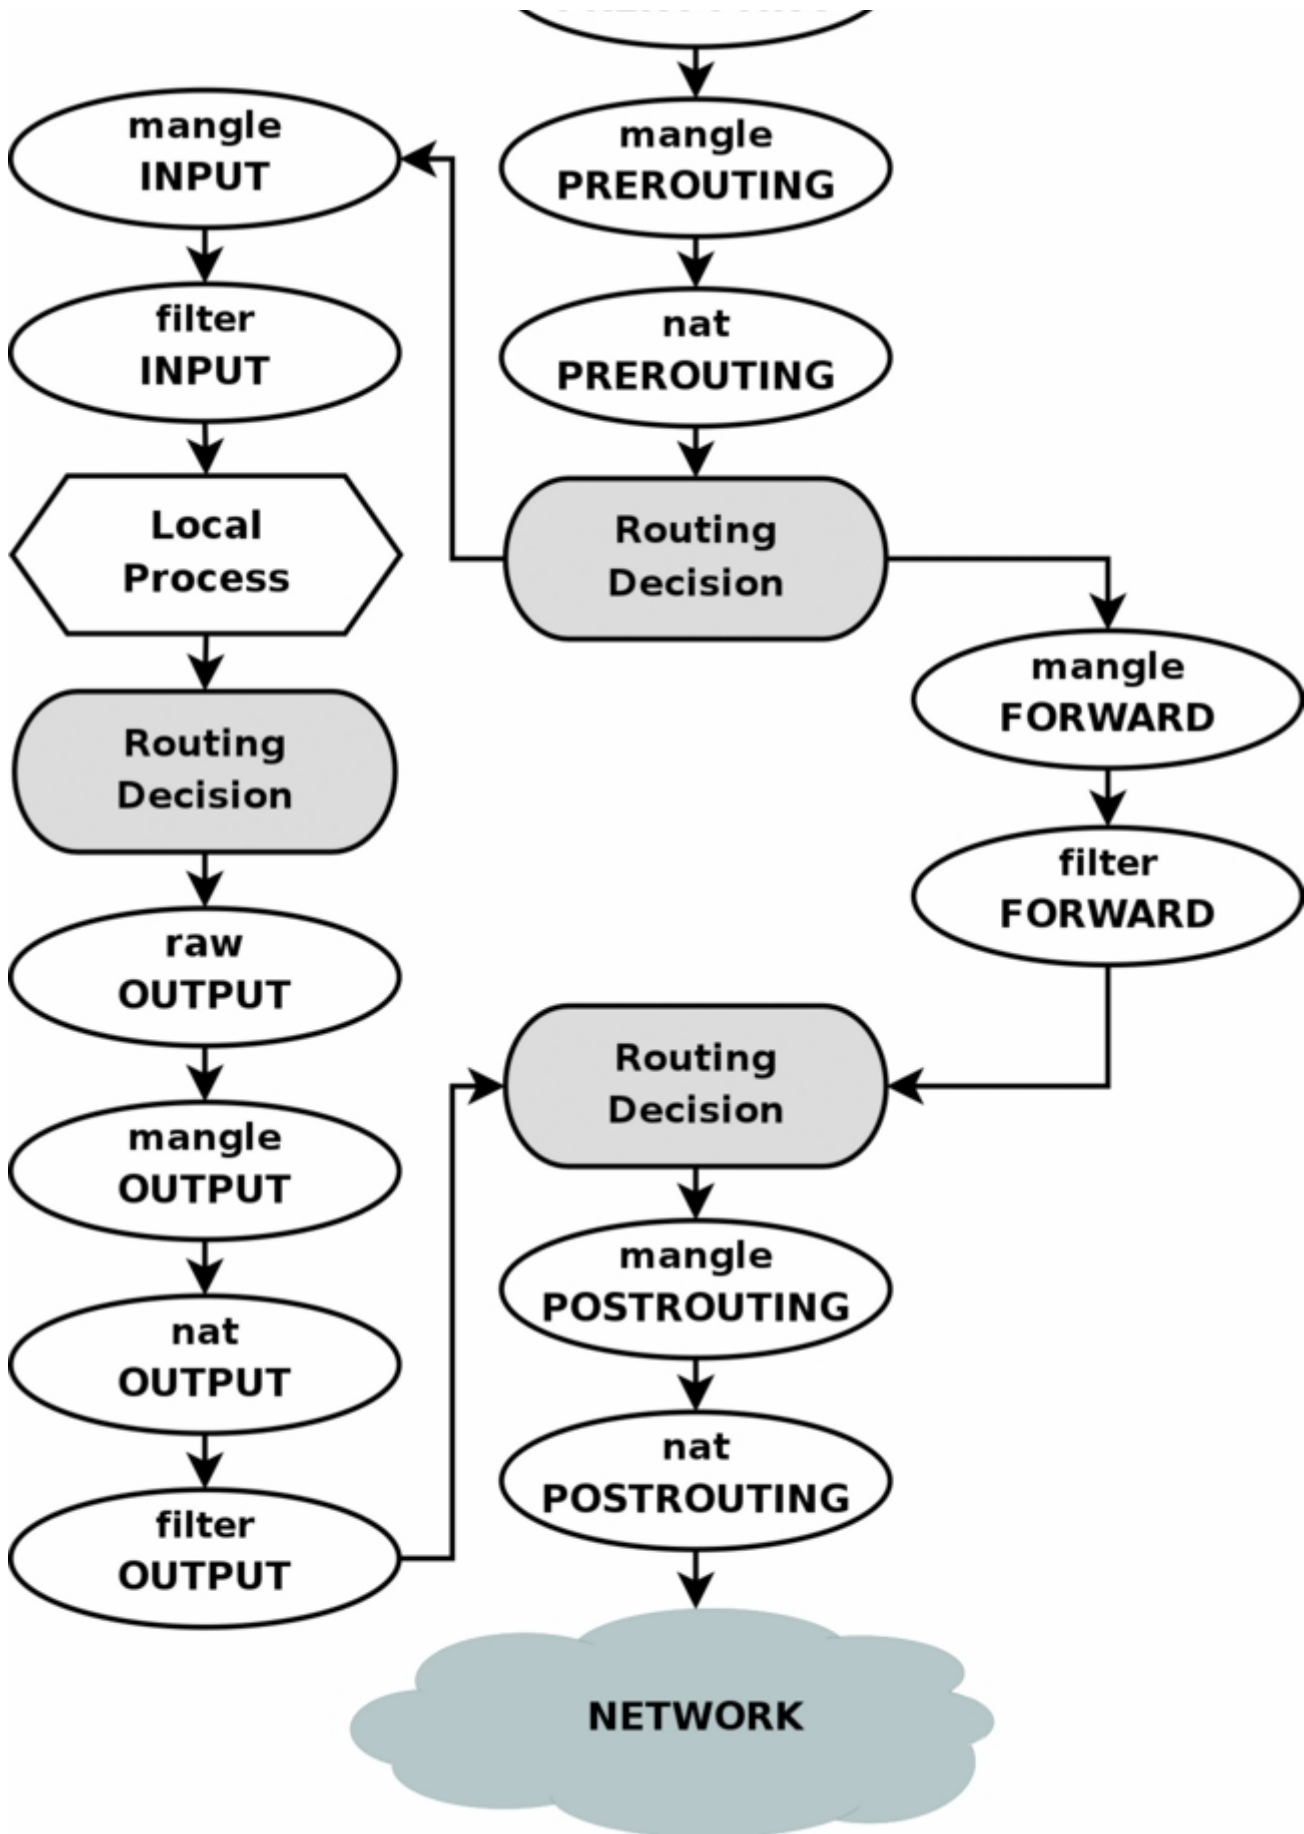 mangle
INPUT
filter
INPUT
Local
Process
Routing
Decision
raw
OUTPUT
mangle
OUTPUT
nat
OUTPUT
filter
OUTPUT
mangle
PREROUTING
nat
PREROUTING
Routing
Decision
mangle
FORWARD
filter
FORWARD
Routing
Decision
mangle
POSTROUTING
nat
POSTROUTING
NETWORK